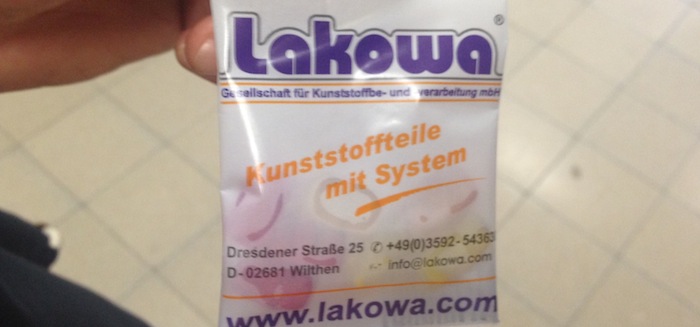 Lakowa®
Gesellschaft für Kunststoffbe- und verarbeitung mbH
Kunststoffteile
mit System
Dresdener Straße 25 ✆ +49(0)3592-54363
D-02681 Wilthen info@lakowa.com
www.lakowa.com